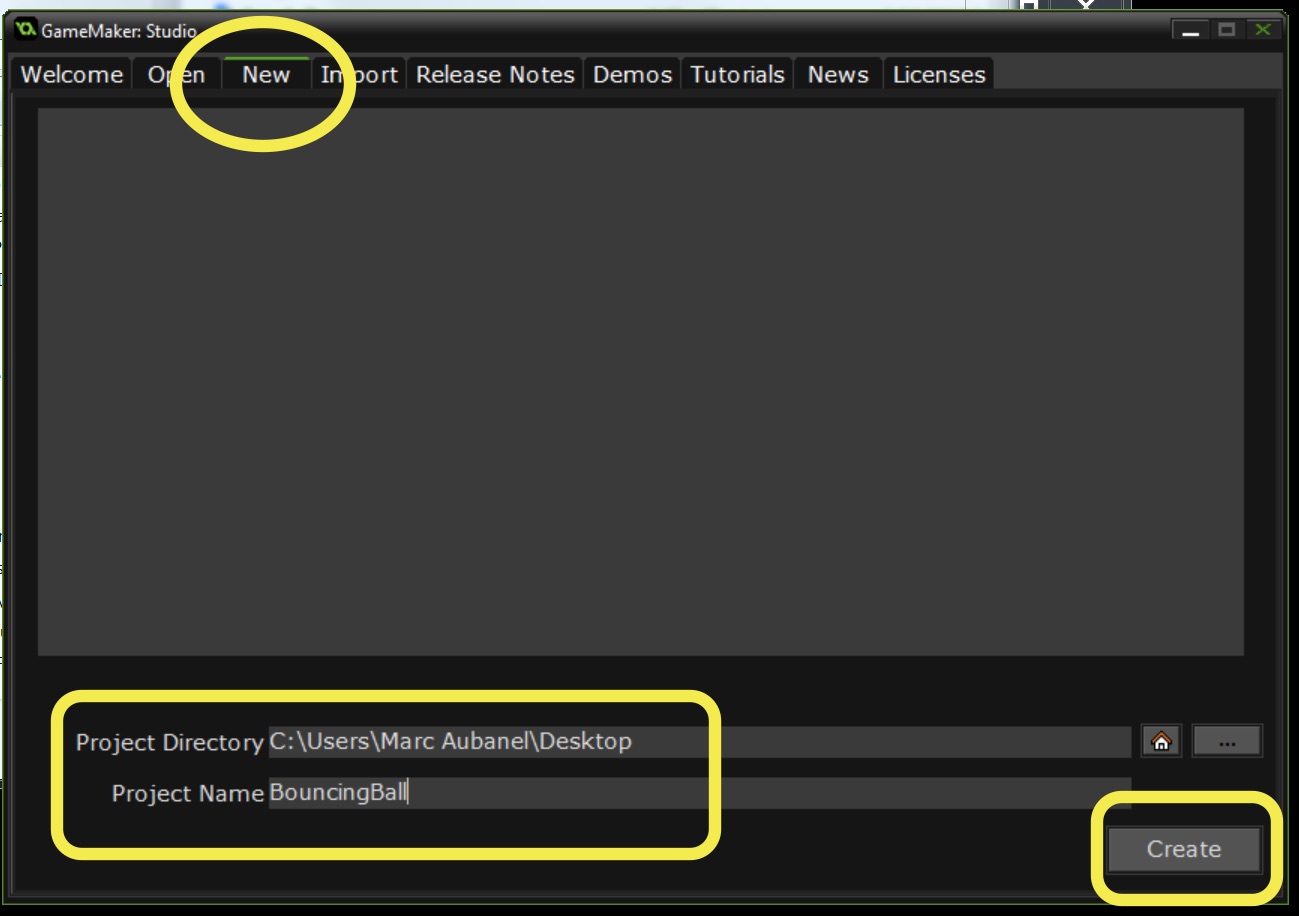 GameMaker: Studio
Welcome Open New Import Release Notes Demos Tutorials News Licenses
Project Directory C:\Users\Marc Aubanel\Desktop ...
Project Name BouncingBall
Create